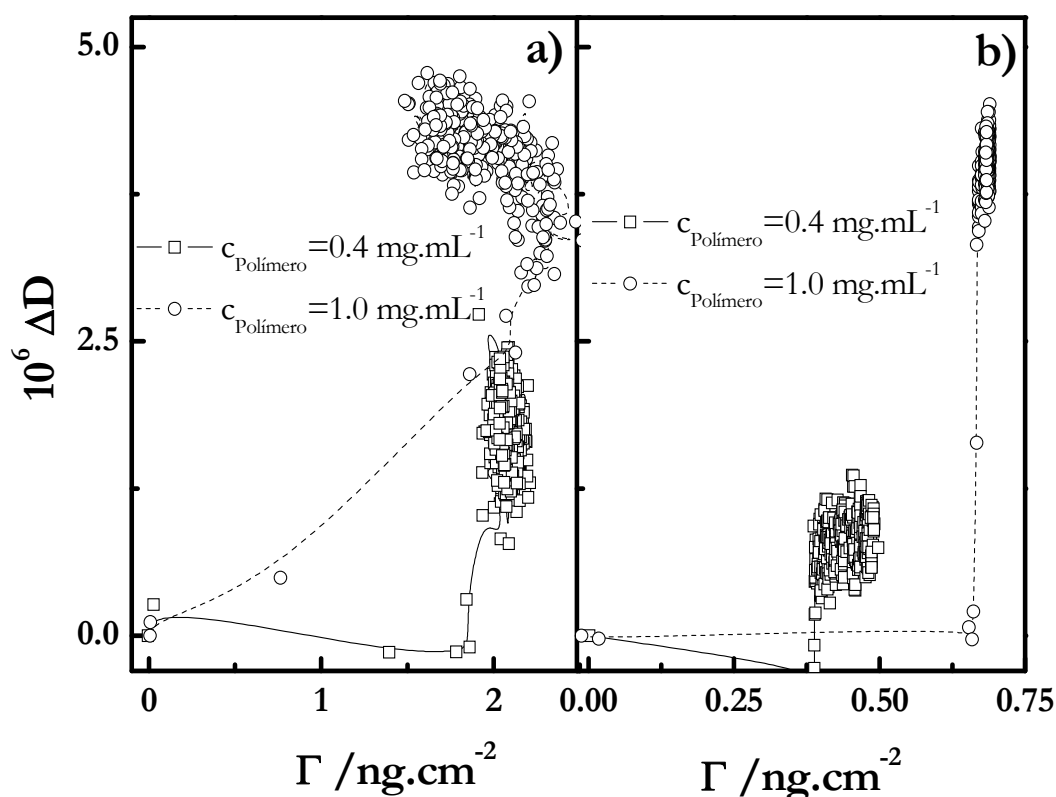 a)
b)
5.0
2.5
0.0
10⁶ ΔD
c_Polímero=0.4 mg.mL⁻¹
c_Polímero=1.0 mg.mL⁻¹
c_Polímero=0.4 mg.mL⁻¹
c_Polímero=1.0 mg.mL⁻¹
0 1 2 0.00 0.25 0.50 0.75
Γ /ng.cm⁻² Γ /ng.cm⁻²